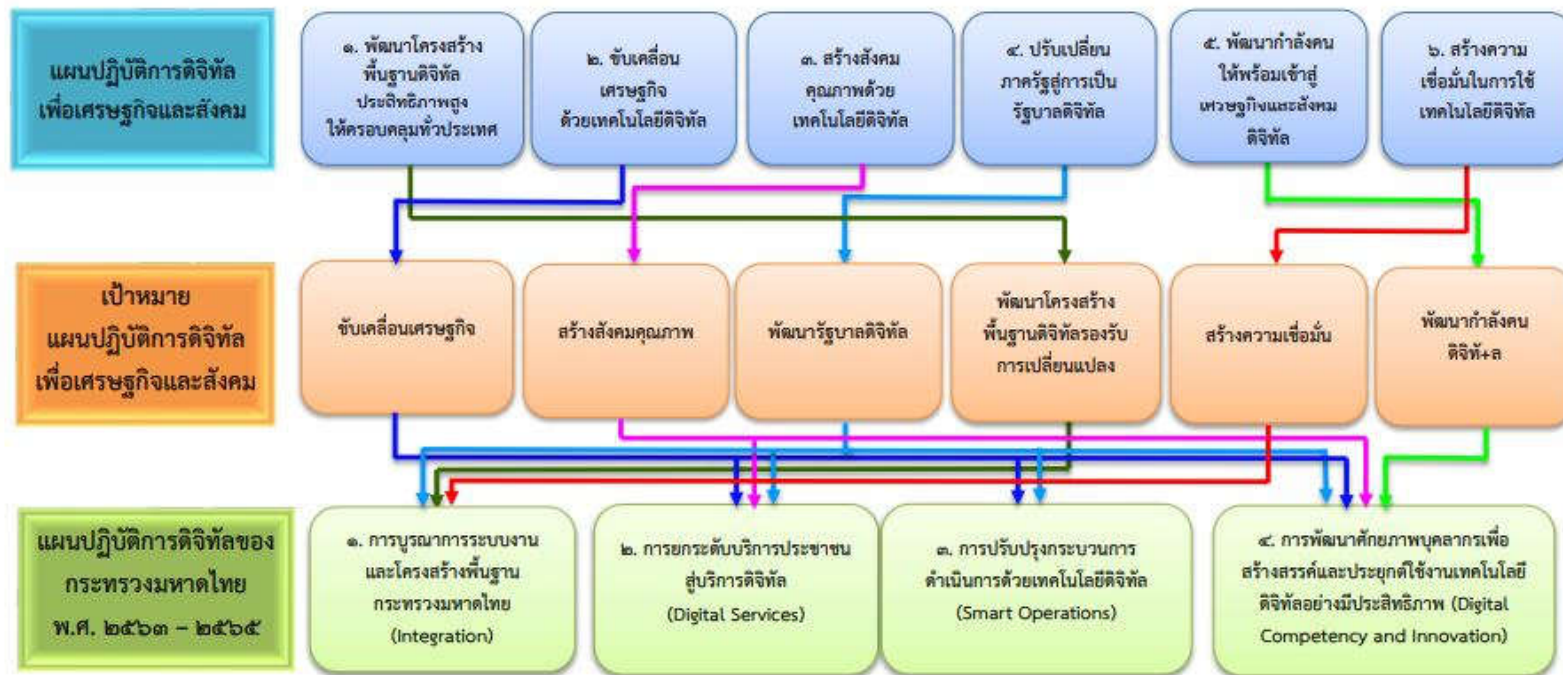 แผนปฏิบัติการดิจิทัล
เพื่อเศรษฐกิจและสังคม
๑. พัฒนาโครงสร้าง
พื้นฐานดิจิทัล
ประสิทธิภาพสูง
ให้ครอบคลุมทั่วประเทศ
๒. ขับเคลื่อน
เศรษฐกิจ
ด้วยเทคโนโลยีดิจิทัล
๓. สร้างสังคม
คุณภาพด้วย
เทคโนโลยีดิจิทัล
๔. ปรับเปลี่ยน
ภาครัฐสู่การเป็น
รัฐบาลดิจิทัล
๕. พัฒนากำลังคน
ให้พร้อมเข้าสู่
เศรษฐกิจและสังคม
ดิจิทัล
๖. สร้างความ
เชื่อมั่นในการใช้
เทคโนโลยีดิจิทัล
เป้าหมาย
แผนปฏิบัติการดิจิทัล
เพื่อเศรษฐกิจและสังคม
ขับเคลื่อนเศรษฐกิจ
สร้างสังคมคุณภาพ
พัฒนารัฐบาลดิจิทัล
พัฒนาโครงสร้าง
พื้นฐานดิจิทัลรองรับ
การเปลี่ยนแปลง
สร้างความเชื่อมั่น
พัฒนากำลังคน
ดิจิทั+ล
แผนปฏิบัติการดิจิทัลของ
กระทรวงมหาดไทย
พ.ศ. ๒๕๖๓ – ๒๕๖๕
๑. การบูรณาการระบบงาน
และโครงสร้างพื้นฐาน
กระทรวงมหาดไทย
(Integration)
๒. การยกระดับบริการประชาชน
สู่บริการดิจิทัล
(Digital Services)
๓. การปรับปรุงกระบวนการ
ดำเนินการด้วยเทคโนโลยีดิจิทัล
(Smart Operations)
๔. การพัฒนาศักยภาพบุคลากรเพื่อ
สร้างสรรค์และประยุกต์ใช้งานเทคโนโลยี
ดิจิทัลอย่างมีประสิทธิภาพ (Digital
Competency and Innovation)